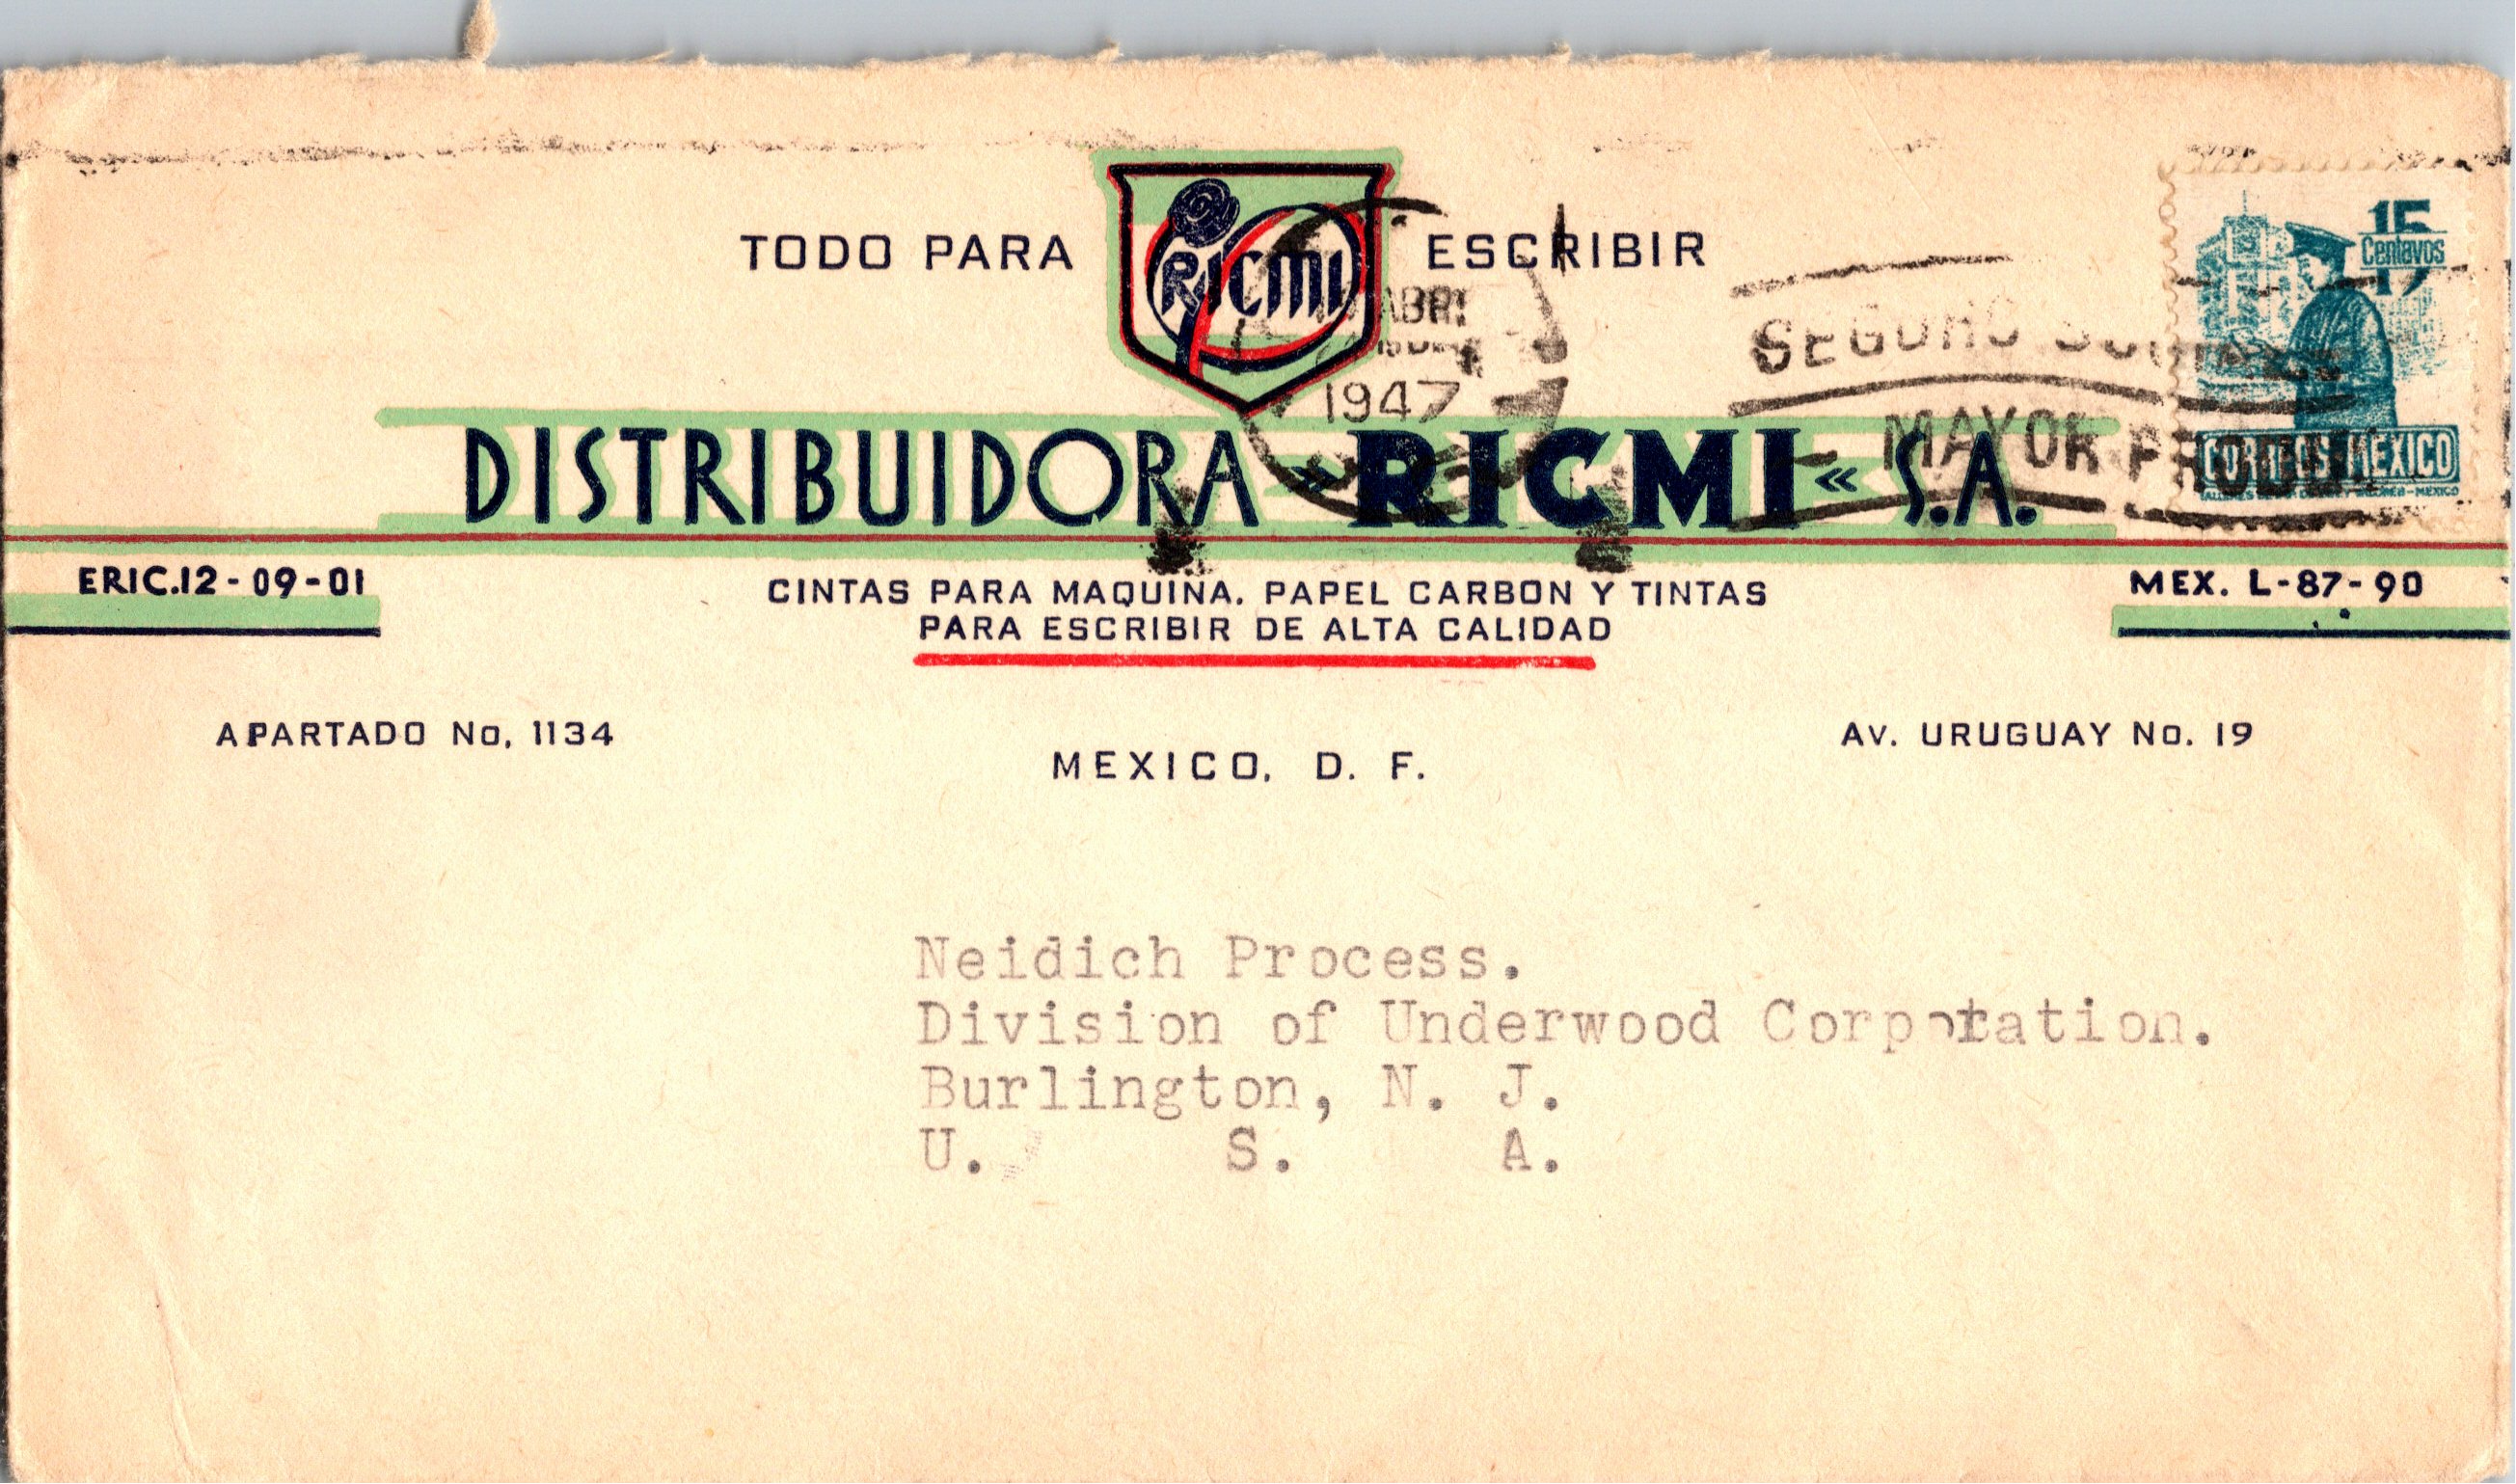 TODO PARA RICMI ESCRIBIR
15
Centavos
ABR.
1947
SEGURO
MAYOR
CORREOS MEXICO
DISTRIBUIDORA »RICMI« S.A.
ERIC.12-09-01
CINTAS PARA MAQUINA. PAPEL CARBON Y TINTAS
PARA ESCRIBIR DE ALTA CALIDAD
MEX. L-87-90
APARTADO No. 1134
MEXICO, D. F.
AV. URUGUAY No. 19
Neidich Process.
Division of Underwood Corporation.
Burlington, N. J.
U. S. A.